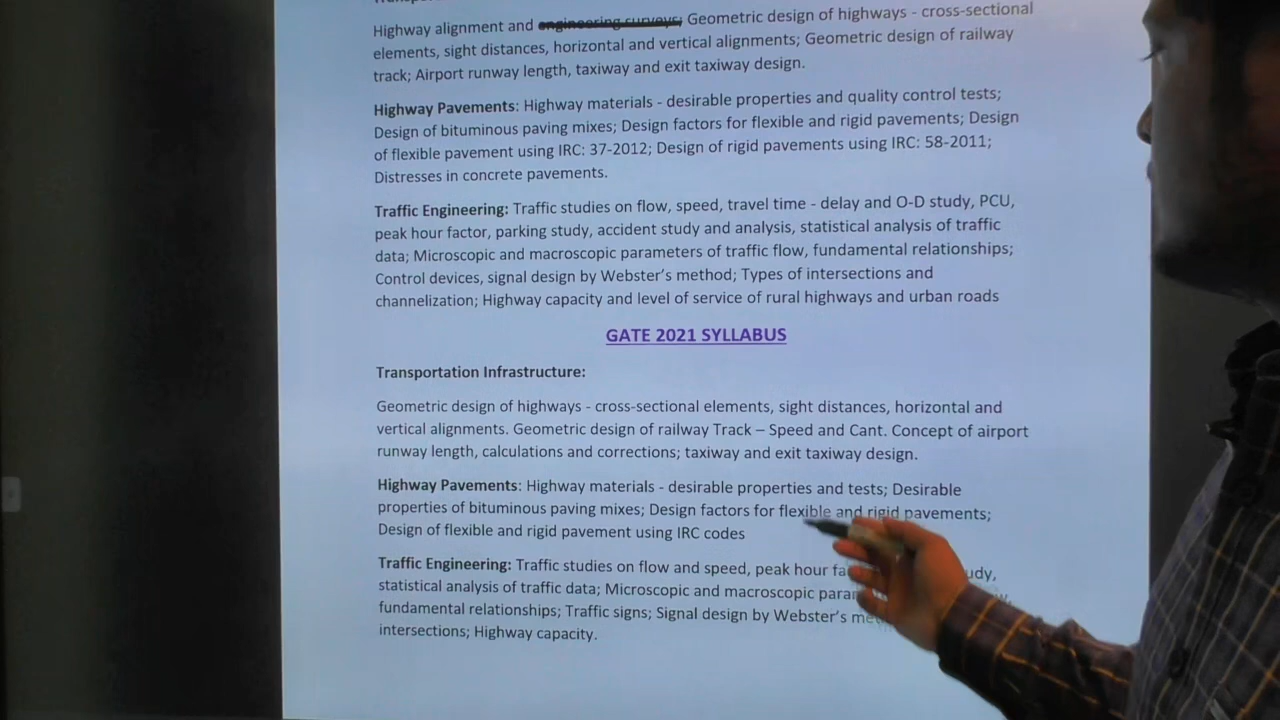 Highway alignment and engineering surveys; Geometric design of highways - cross-sectional
elements, sight distances, horizontal and vertical alignments; Geometric design of railway
track; Airport runway length, taxiway and exit taxiway design.
Highway Pavements: Highway materials - desirable properties and quality control tests;
Design of bituminous paving mixes; Design factors for flexible and rigid pavements; Design
of flexible pavement using IRC: 37-2012; Design of rigid pavements using IRC: 58-2011;
Distresses in concrete pavements.
Traffic Engineering: Traffic studies on flow, speed, travel time - delay and O-D study, PCU,
peak hour factor, parking study, accident study and analysis, statistical analysis of traffic
data; Microscopic and macroscopic parameters of traffic flow, fundamental relationships;
Control devices, signal design by Webster's method; Types of intersections and
channelization; Highway capacity and level of service of rural highways and urban roads
GATE 2021 SYLLABUS
Transportation Infrastructure:
Geometric design of highways - cross-sectional elements, sight distances, horizontal and
vertical alignments. Geometric design of railway Track – Speed and Cant. Concept of airport
runway length, calculations and corrections; taxiway and exit taxiway design.
Highway Pavements: Highway materials - desirable properties and tests; Desirable
properties of bituminous paving mixes; Design factors for flexible and rigid pavements;
Design of flexible and rigid pavement using IRC codes
Traffic Engineering: Traffic studies on flow and speed, peak hour
statistical analysis of traffic data; Microscopic and macroscopic
fundamental relationships; Traffic signs; Signal design by Webster's
intersections; Highway capacity.